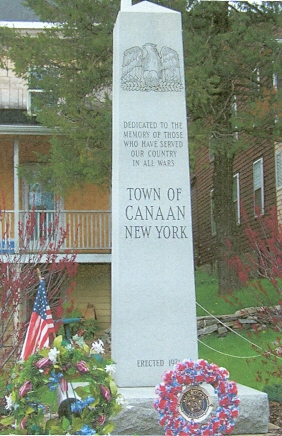 DEDICATED TO THE
MEMORY OF THOSE
WHO HAVE SERVED
OUR COUNTRY
IN ALL WARS
TOWN OF
CANAAN
NEW YORK
ERECTED